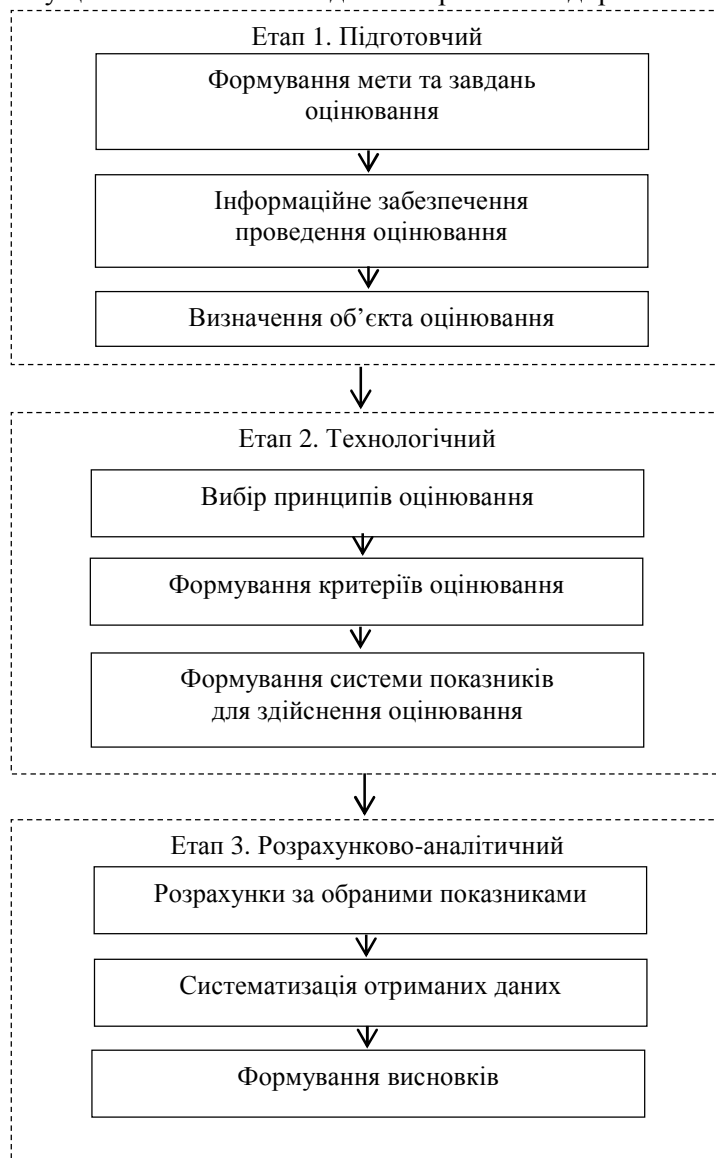 Етап 1. Підготовчий
Формування мети та завдань
оцінювання
Інформаційне забезпечення
проведення оцінювання
Визначення об’єкта оцінювання
Етап 2. Технологічний
Вибір принципів оцінювання
Формування критеріїв оцінювання
Формування системи показників
для здійснення оцінювання
Етап 3. Розрахунково-аналітичний
Розрахунки за обраними показниками
Систематизація отриманих даних
Формування висновків